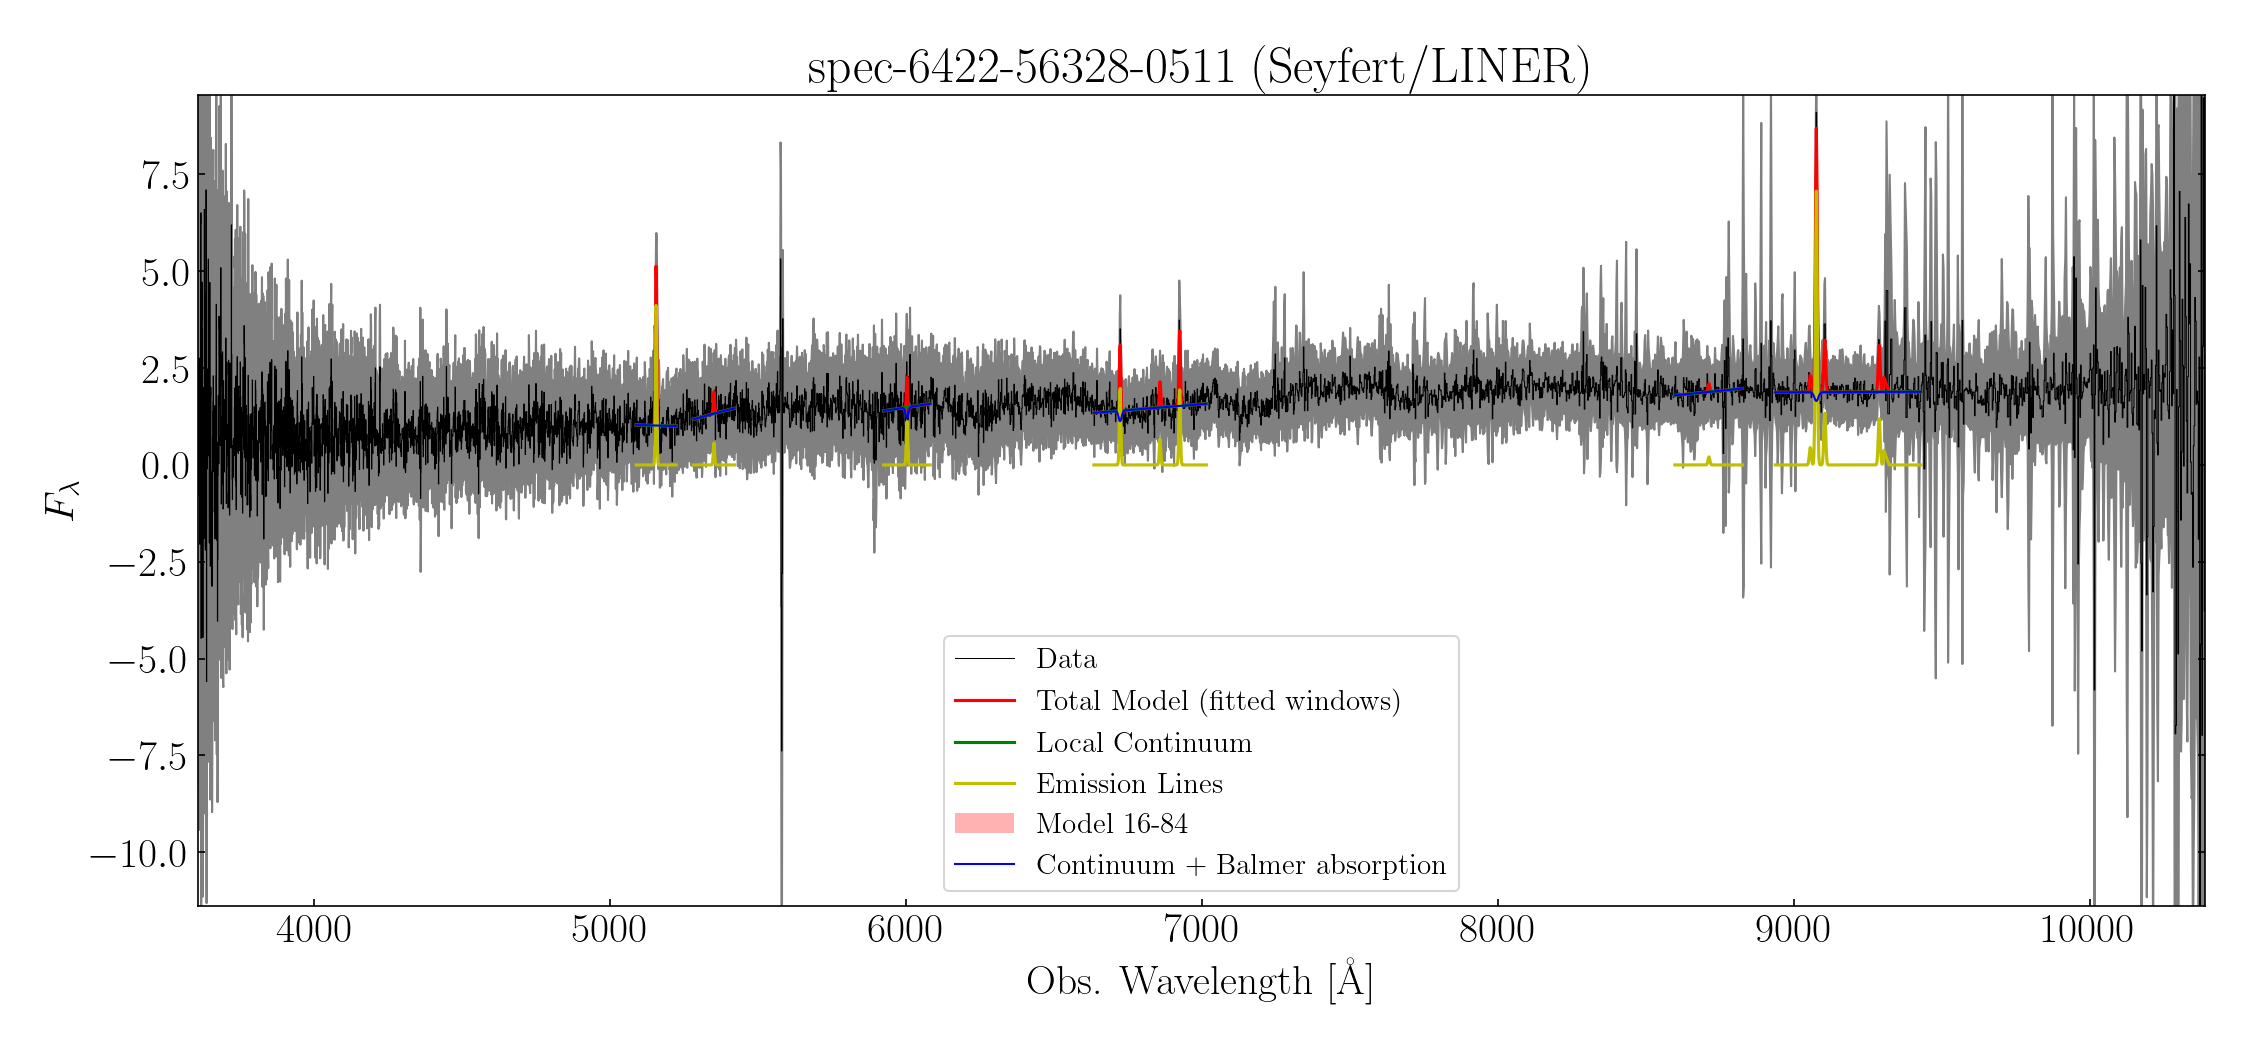 spec-6422-56328-0511 (Seyfert/LINER)
7.5
5.0
2.5
0.0
−2.5
−5.0
−7.5
−10.0
Fλ
Data
Total Model (fitted windows)
Local Continuum
Emission Lines
Model 16-84
Continuum + Balmer absorption
4000 5000 6000 7000 8000 9000 10000
Obs. Wavelength [Å]